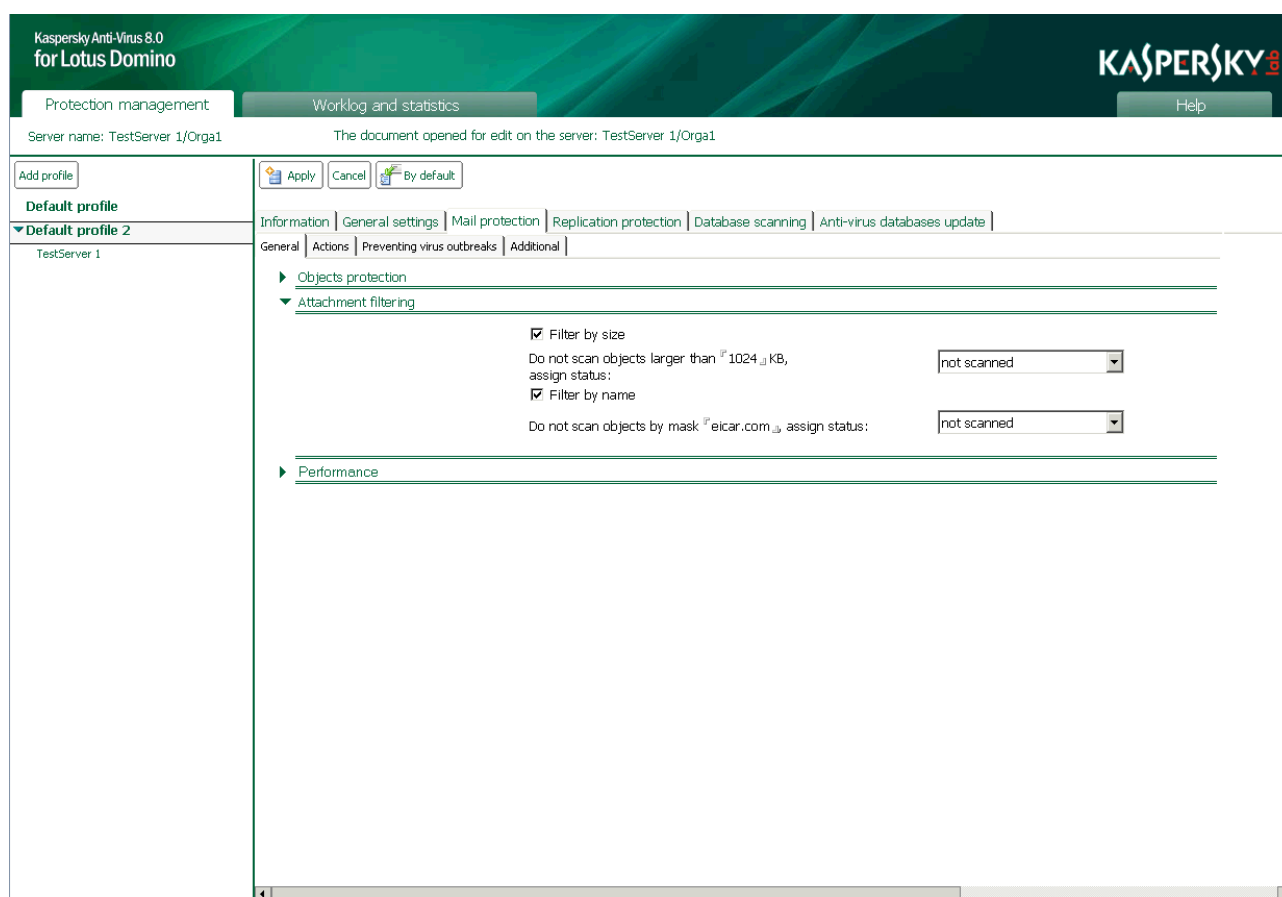 Kaspersky Anti-Virus 8.0
for Lotus Domino
KASPERSKY lab
Protection management Worklog and statistics Help
Server name: TestServer 1/Orga1 The document opened for edit on the server: TestServer 1/Orga1
Add profile Apply Cancel By default
Default profile
Information General settings Mail protection Replication protection Database scanning Anti-virus databases update
Default profile 2
General Actions Preventing virus outbreaks Additional
TestServer 1
Objects protection
Attachment filtering
Filter by size
Do not scan objects larger than 1024 KB,
assign status: not scanned
Filter by name
Do not scan objects by mask eicar.com , assign status: not scanned
Performance